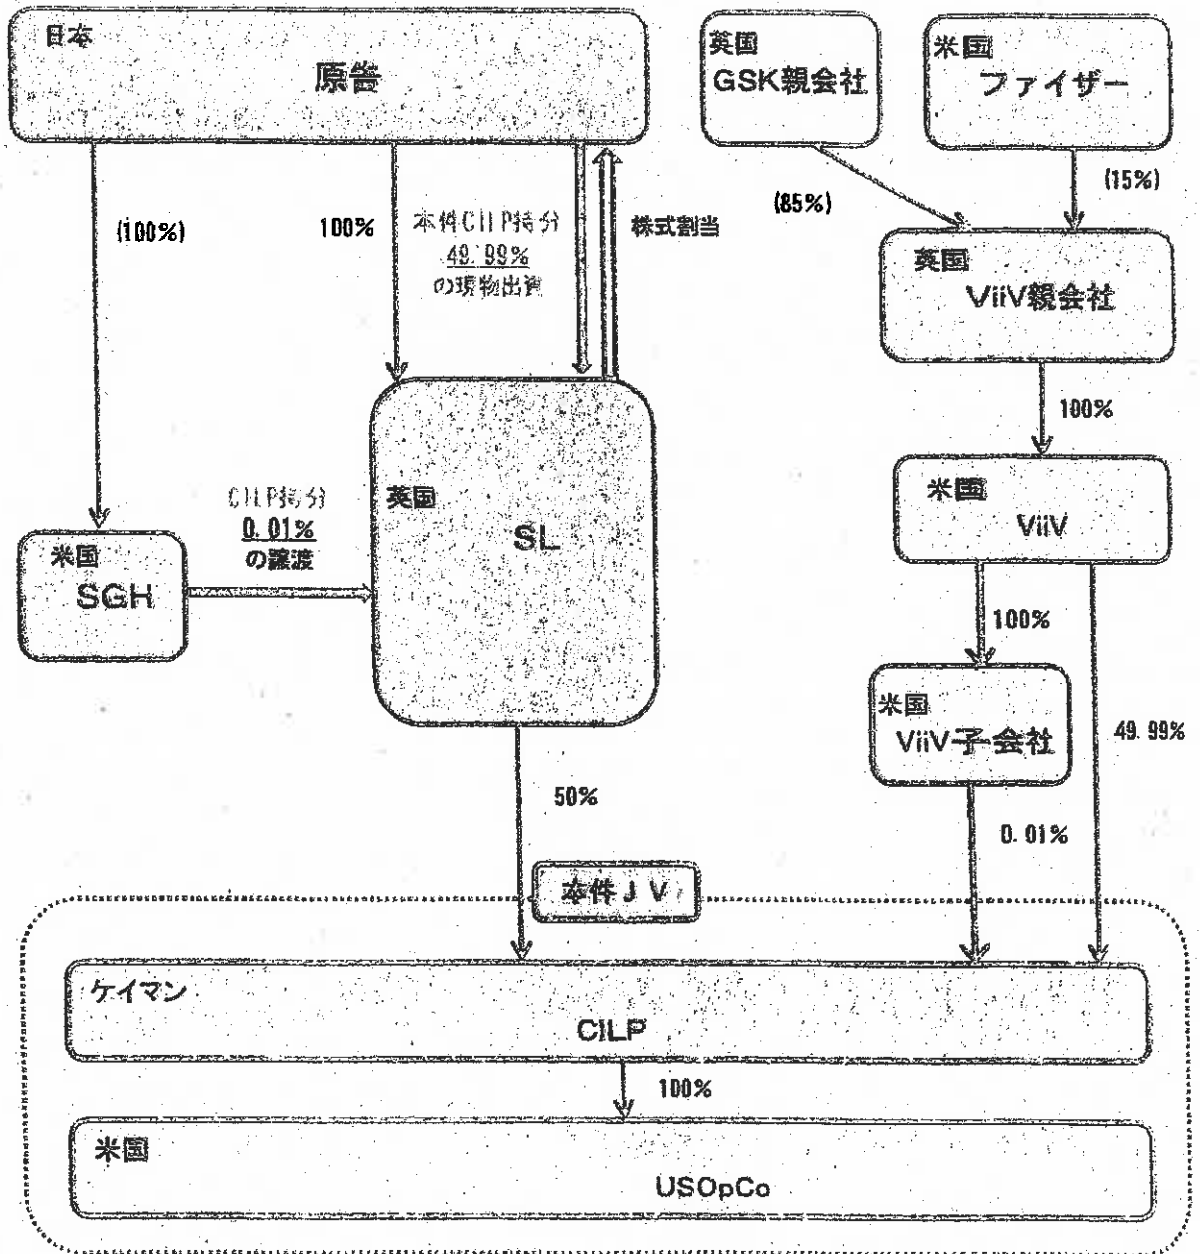 日本
原告
英国
GSK親会社
米国
ファイザー
(100%)
100%
本件CILP持分
49.99%
の現物出資
株式割当
(85%)
(15%)
英国
ViiV親会社
100%
米国
ViiV
CILP持分
0.01%
の譲渡
英国
SL
米国
SGH
100%
米国
ViiV子会社
49.99%
50%
0.01%
本件JV
ケイマン
CILP
100%
米国
USOpCo